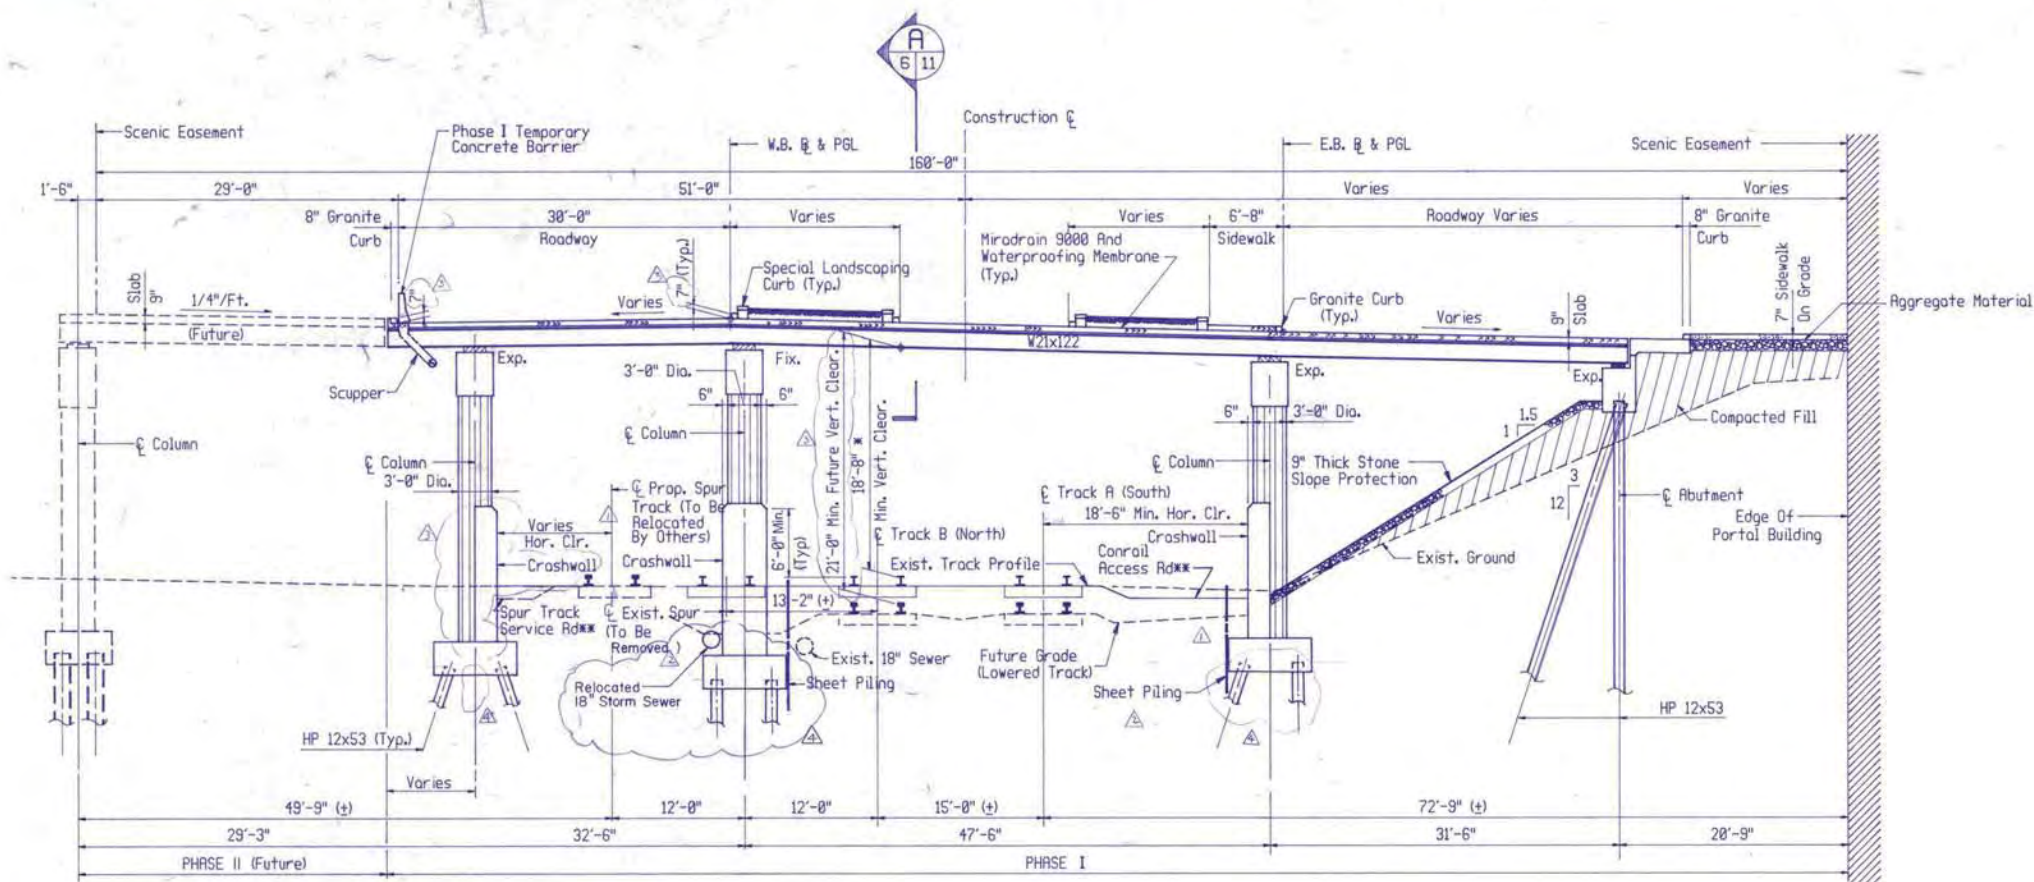 A
6 11
Construction ℄
Scenic Easement
Phase I Temporary
Concrete Barrier
W.B. ⅊ & PGL
E.B. ⅊ & PGL
Scenic Easement
160'-0"
1'-6"
29'-0"
51'-0"
Varies
Varies
8" Granite
Curb
30'-0"
Roadway
Varies
Varies
6'-8"
Sidewalk
Roadway Varies
8" Granite
Curb
Miradrain 9000 And
Waterproofing Membrane
(Typ.)
Special Landscaping
Curb (Typ.)
7" (Typ.)
7"
Slab
9"
1/4"/Ft.
(Future)
Varies
Granite Curb
(Typ.)
Varies
9"
Slab
7" Sidewalk
On Grade
Aggregate Material
W21x122
Exp.
Fix.
Exp.
Exp.
Scupper
3'-0" Dia.
6"
6"
6"
3'-0" Dia.
℄ Column
℄ Column
℄ Column
3'-0" Dia.
℄ Column
21'-0" Min. Future Vert. Clear.
18'-8" *
Min. Vert. Clear.
1.5
1
Compacted Fill
9" Thick Stone
Slope Protection
3
12
℄ Abutment
Edge Of
Portal Building
Exist. Ground
℄ Prop. Spur
Track (To Be
Relocated
By Others)
Varies
Hor. Clr.
Crashwall
Crashwall
6'-0" Min.
(Typ)
℄ Track B (North)
Exist. Track Profile
℄ Track A (South)
18'-6" Min. Hor. Clr.
Crashwall
Conrail
Access Rd**
13'-2" (±)
Spur Track
Service Rd**
℄ Exist. Spur
(To Be
Removed)
Relocated
18" Storm Sewer
Exist. 18" Sewer
Sheet Piling
Future Grade
(Lowered Track)
Sheet Piling
HP 12x53 (Typ.)
HP 12x53
Varies
49'-9" (±)
12'-0"
12'-0"
15'-0" (±)
72'-9" (±)
29'-3"
32'-6"
47'-6"
31'-6"
20'-9"
PHASE II (Future)
PHASE I